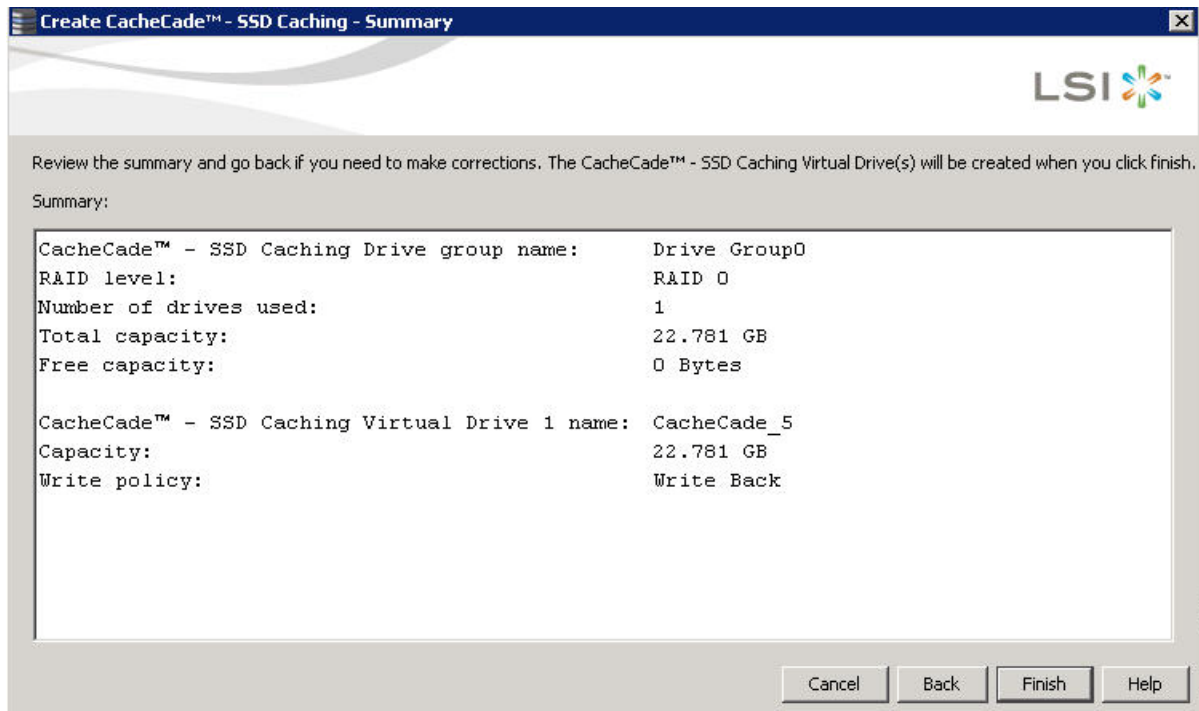 Create CacheCade™ - SSD Caching - Summary
LSI
Review the summary and go back if you need to make corrections. The CacheCade™ - SSD Caching Virtual Drive(s) will be created when you click finish.
Summary:
CacheCade™ - SSD Caching Drive group name: Drive Group0
RAID level: RAID 0
Number of drives used: 1
Total capacity: 22.781 GB
Free capacity: 0 Bytes
CacheCade™ - SSD Caching Virtual Drive 1 name: CacheCade_5
Capacity: 22.781 GB
Write policy: Write Back
Cancel Back Finish Help